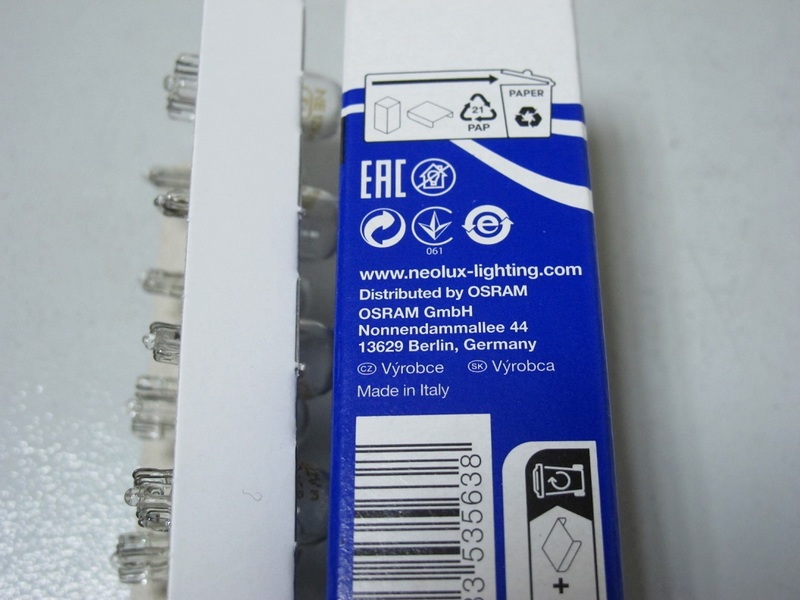 PAPER
21
PAP
EAC
061
www.neolux-lighting.com
Distributed by OSRAM
OSRAM GmbH
Nonnendammallee 44
13629 Berlin, Germany
CZ Výrobce SK Výrobca
Made in Italy
535638
+